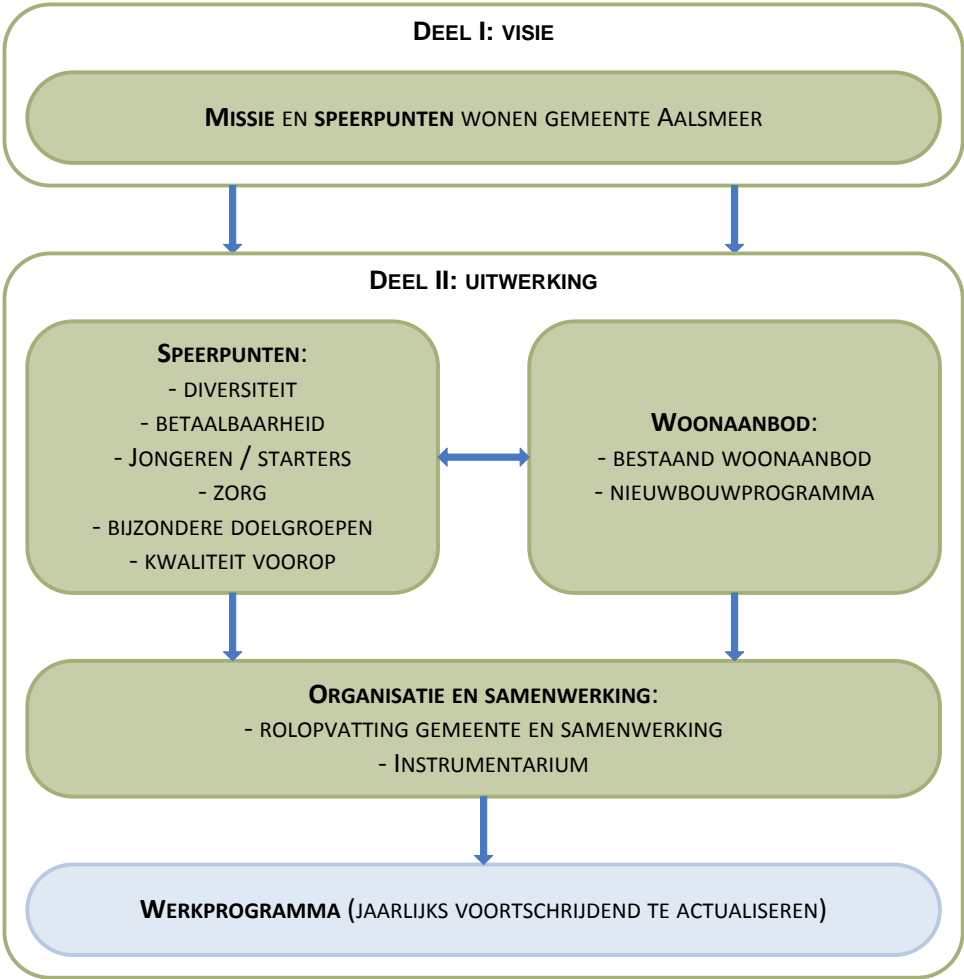 DEEL I: VISIE
MISSIE EN SPEERPUNTEN WONEN GEMEENTE AALSMEER
DEEL II: UITWERKING
SPEERPUNTEN:
- DIVERSITEIT
- BETAALBAARHEID
- JONGEREN / STARTERS
- ZORG
- BIJZONDERE DOELGROEPEN
- KWALITEIT VOOROP
WOONAANBOD:
- BESTAAND WOONAANBOD
- NIEUWBOUWPROGRAMMA
ORGANISATIE EN SAMENWERKING:
- ROLOPVATTING GEMEENTE EN SAMENWERKING
- INSTRUMENTARIUM
WERKPROGRAMMA (JAARLIJKS VOORTSCHRIJDEND TE ACTUALISEREN)